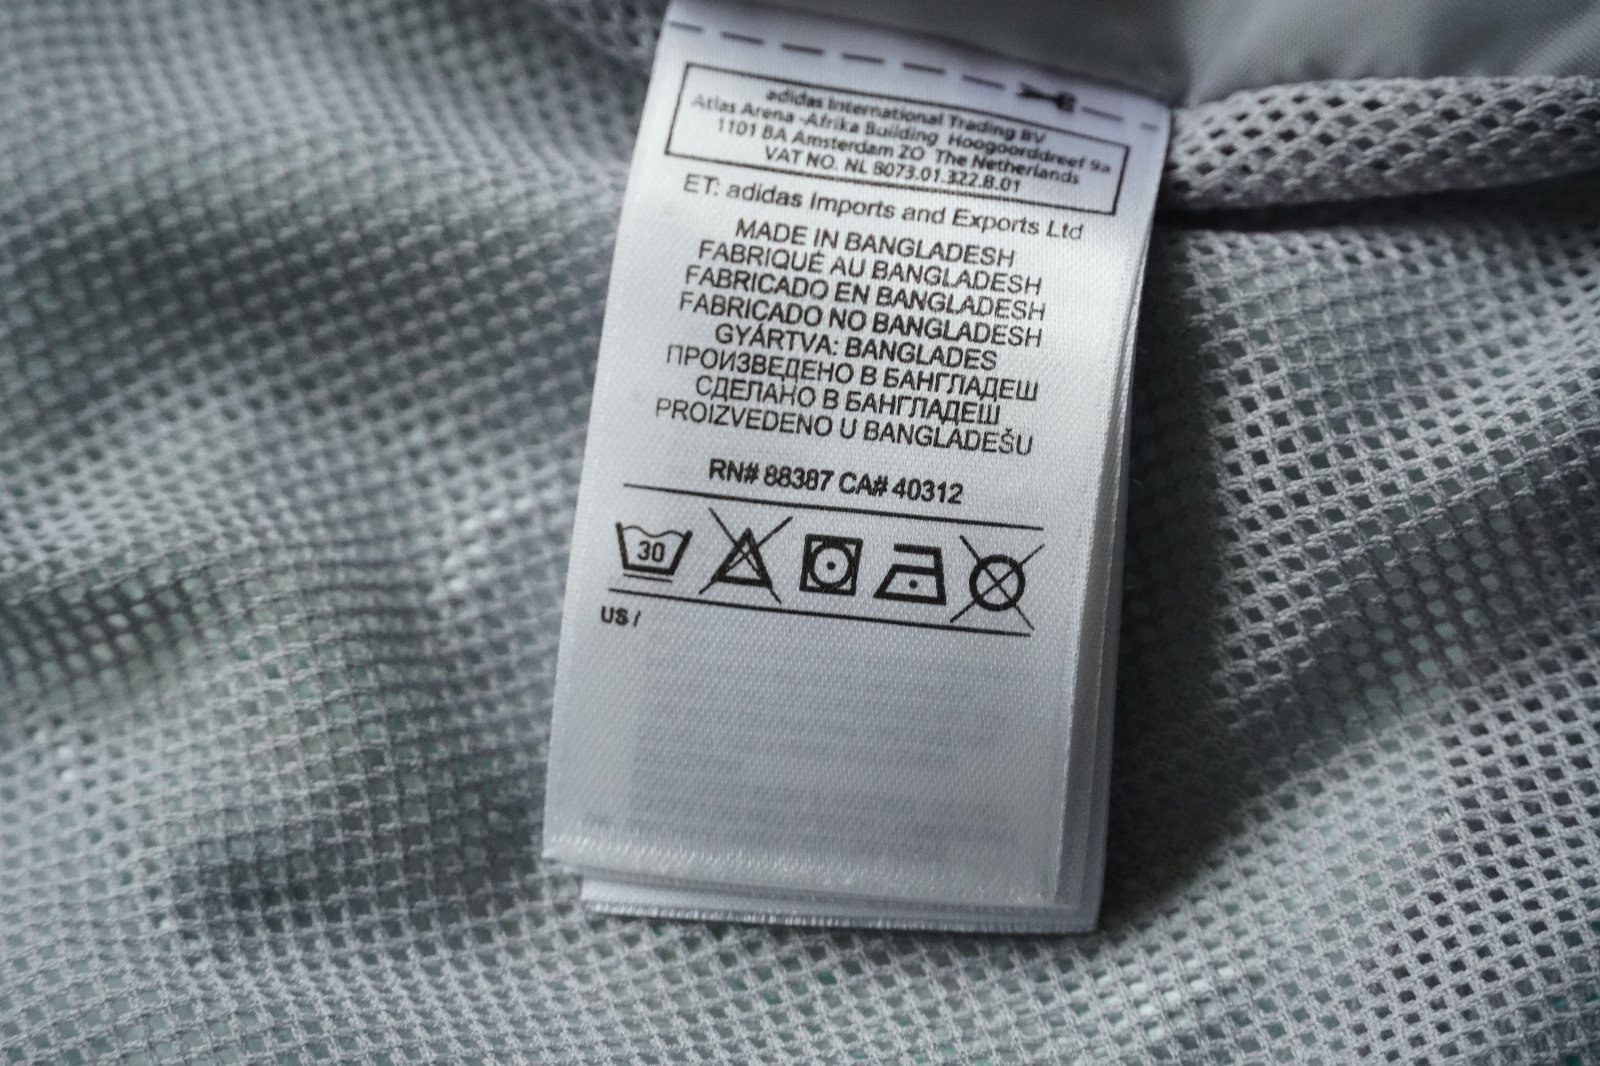 adidas International Trading BV
Atlas Arena -Afrika Building Hoogoorddreef 9a
1101 BA Amsterdam ZO The Netherlands
VAT NO. NL 8073.01.322.B.01
ET: adidas Imports and Exports Ltd
MADE IN BANGLADESH
FABRIQUÉ AU BANGLADESH
FABRICADO EN BANGLADESH
FABRICADO NO BANGLADESH
GYÁRTVA: BANGLADES
ПРОИЗВЕДЕНО В БАНГЛАДЕШ
СДЕЛАНО В БАНГЛАДЕШ
PROIZVEDENO U BANGLADEŠU
RN# 88387 CA# 40312
30
US /